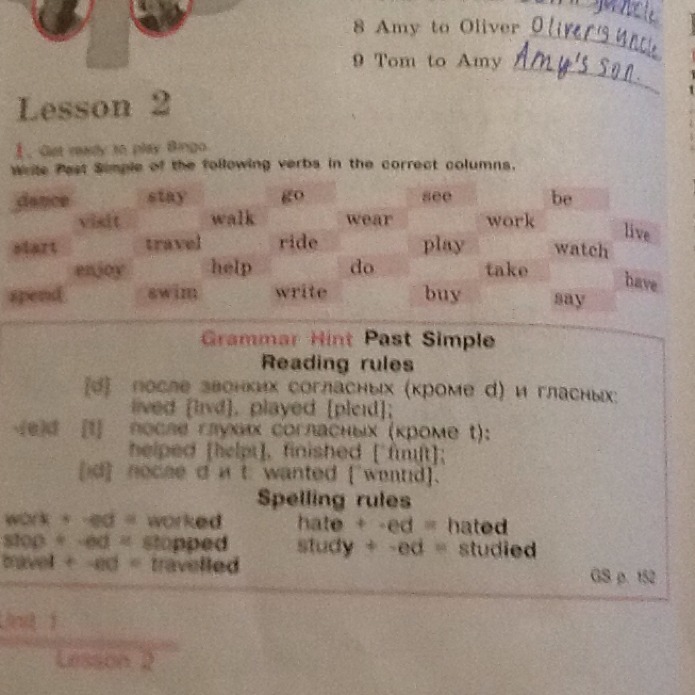 uncle
8 Amy to Oliver Oliver's uncle
9 Tom to Amy Amy's son.
Lesson 2
1. Get ready to play Bingo.
Write Past Simple of the following verbs in the correct columns.
dance stay go see be
visit walk wear work live
start travel ride play watch
enjoy help do take have
spend swim write buy say
Grammar Hint Past Simple
Reading rules
[d] после звонких согласных (кроме d) и гласных:
lived [lɪvd], played [pleɪd];
-(e)d [t] после глухих согласных (кроме t):
helped [helpt], finished [ˈfɪnɪʃt];
[ɪd] после d и t: wanted [ˈwɒntɪd].
Spelling rules
work + -ed = worked hate + -ed = hated
stop + -ed = stopped study + -ed = studied
travel + -ed = travelled
GS p. 152
Unit 1
Lesson 2